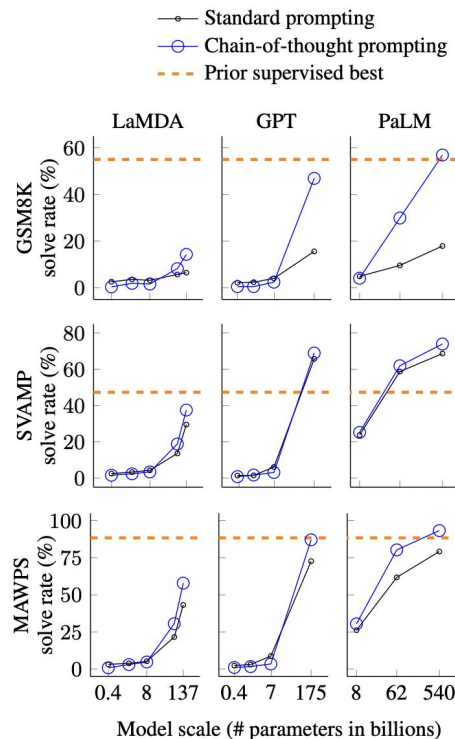 Standard prompting
Chain-of-thought prompting
Prior supervised best
LaMDA GPT PaLM
GSM8K
solve rate (%)
60
40
20
0
SVAMP
solve rate (%)
80
60
40
20
0
MAWPS
solve rate (%)
100
75
50
25
0
0.4 8 137 0.4 7 175 8 62 540
Model scale (# parameters in billions)